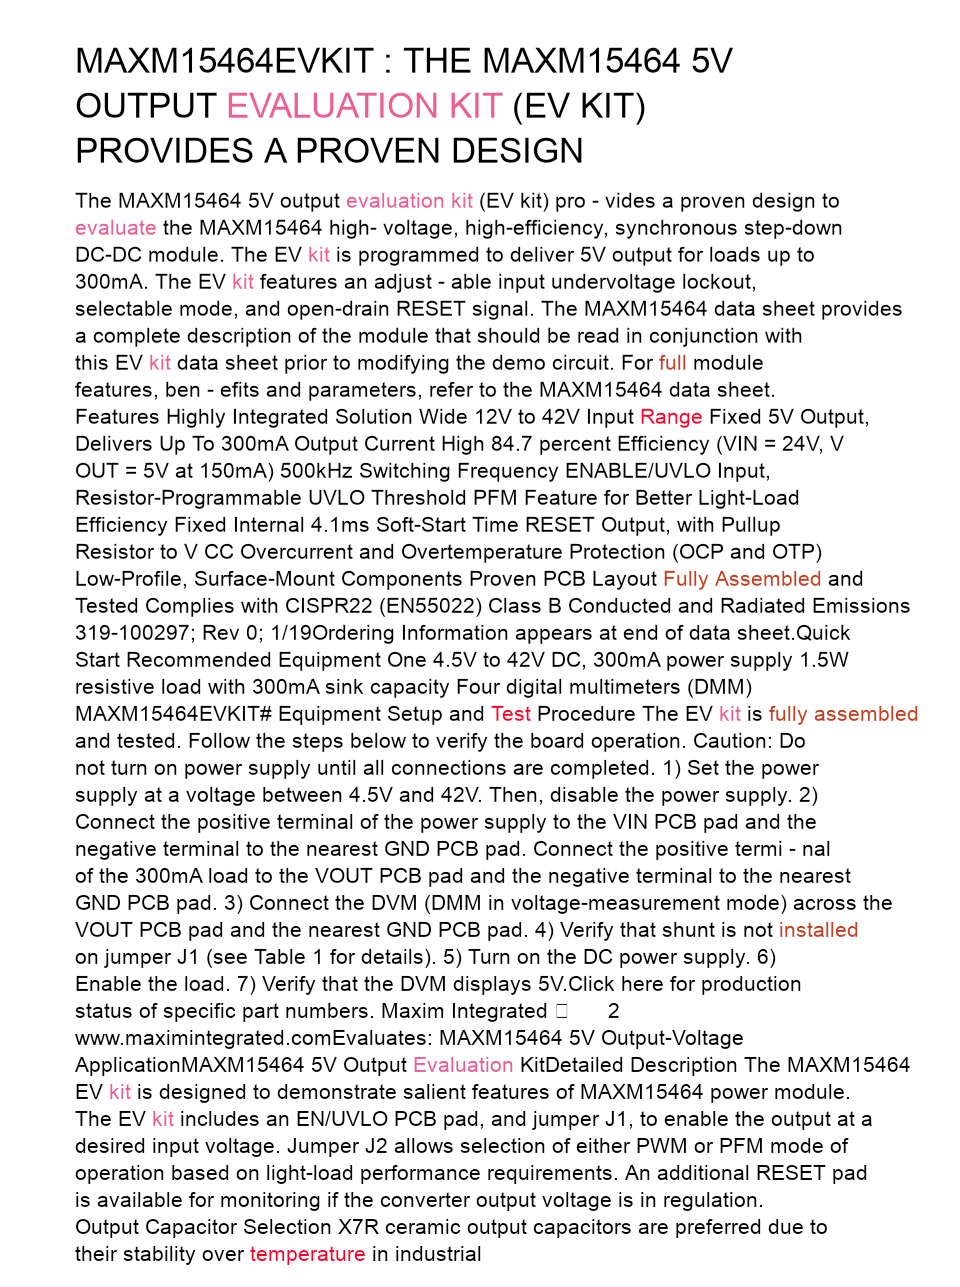 MAXM15464EVKIT : THE MAXM15464 5V
OUTPUT EVALUATION KIT (EV KIT)
PROVIDES A PROVEN DESIGN
The MAXM15464 5V output evaluation kit (EV kit) pro - vides a proven design to
evaluate the MAXM15464 high- voltage, high-efficiency, synchronous step-down
DC-DC module. The EV kit is programmed to deliver 5V output for loads up to
300mA. The EV kit features an adjust - able input undervoltage lockout,
selectable mode, and open-drain RESET signal. The MAXM15464 data sheet provides
a complete description of the module that should be read in conjunction with
this EV kit data sheet prior to modifying the demo circuit. For full module
features, ben - efits and parameters, refer to the MAXM15464 data sheet.
Features Highly Integrated Solution Wide 12V to 42V Input Range Fixed 5V Output,
Delivers Up To 300mA Output Current High 84.7 percent Efficiency (VIN = 24V, V
OUT = 5V at 150mA) 500kHz Switching Frequency ENABLE/UVLO Input,
Resistor-Programmable UVLO Threshold PFM Feature for Better Light-Load
Efficiency Fixed Internal 4.1ms Soft-Start Time RESET Output, with Pullup
Resistor to V CC Overcurrent and Overtemperature Protection (OCP and OTP)
Low-Profile, Surface-Mount Components Proven PCB Layout Fully Assembled and
Tested Complies with CISPR22 (EN55022) Class B Conducted and Radiated Emissions
319-100297; Rev 0; 1/19Ordering Information appears at end of data sheet.Quick
Start Recommended Equipment One 4.5V to 42V DC, 300mA power supply 1.5W
resistive load with 300mA sink capacity Four digital multimeters (DMM)
MAXM15464EVKIT# Equipment Setup and Test Procedure The EV kit is fully assembled
and tested. Follow the steps below to verify the board operation. Caution: Do
not turn on power supply until all connections are completed. 1) Set the power
supply at a voltage between 4.5V and 42V. Then, disable the power supply. 2)
Connect the positive terminal of the power supply to the VIN PCB pad and the
negative terminal to the nearest GND PCB pad. Connect the positive termi - nal
of the 300mA load to the VOUT PCB pad and the negative terminal to the nearest
GND PCB pad. 3) Connect the DVM (DMM in voltage-measurement mode) across the
VOUT PCB pad and the nearest GND PCB pad. 4) Verify that shunt is not installed
on jumper J1 (see Table 1 for details). 5) Turn on the DC power supply. 6)
Enable the load. 7) Verify that the DVM displays 5V.Click here for production
status of specific part numbers. Maxim Integrated 2
www.maximintegrated.comEvaluates: MAXM15464 5V Output-Voltage
ApplicationMAXM15464 5V Output Evaluation KitDetailed Description The MAXM15464
EV kit is designed to demonstrate salient features of MAXM15464 power module.
The EV kit includes an EN/UVLO PCB pad, and jumper J1, to enable the output at a
desired input voltage. Jumper J2 allows selection of either PWM or PFM mode of
operation based on light-load performance requirements. An additional RESET pad
is available for monitoring if the converter output voltage is in regulation.
Output Capacitor Selection X7R ceramic output capacitors are preferred due to
their stability over temperature in industrial